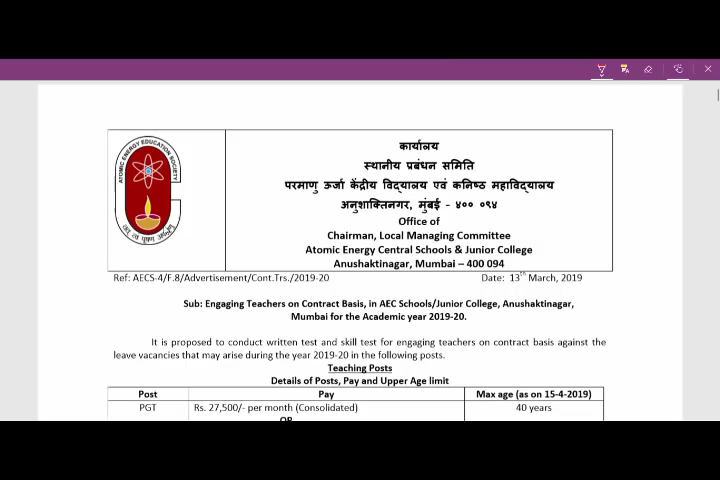 ATOMIC ENERGY EDUCATION SOCIETY
कार्यालय
स्थानीय प्रबंधन समिति
परमाणु ऊर्जा केंद्रीय विद्यालय एवं कनिष्ठ महाविद्यालय
अनुशाक्तिनगर, मुंबई - ४०० ०९४
Office of
Chairman, Local Managing Committee
Atomic Energy Central Schools & Junior College
Anushaktinagar, Mumbai – 400 094
Ref: AECS-4/F.8/Advertisement/Cont.Trs./2019-20 Date: 13th March, 2019
Sub: Engaging Teachers on Contract Basis, in AEC Schools/Junior College, Anushaktinagar,
Mumbai for the Academic year 2019-20.
It is proposed to conduct written test and skill test for engaging teachers on contract basis against the
leave vacancies that may arise during the year 2019-20 in the following posts.
Teaching Posts
Details of Posts, Pay and Upper Age limit
Post Pay Max age (as on 15-4-2019)
PGT Rs. 27,500/- per month (Consolidated) 40 years
OR